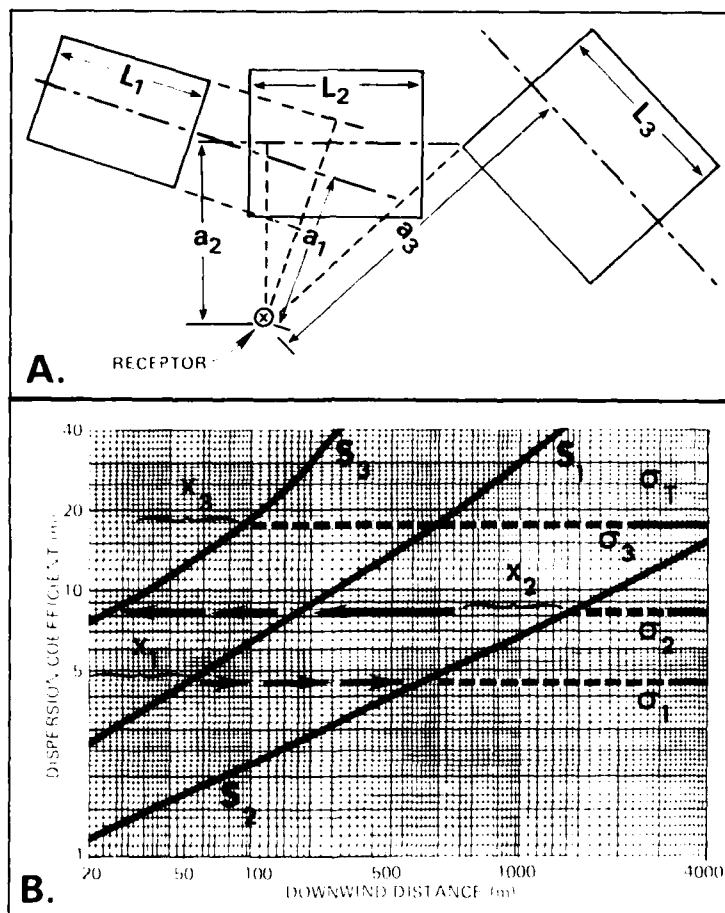 L1
L2
L3
a2
a1
a3
RECEPTOR
A.
40
S3
S1
σT
x3
20
σ3
DISPERSION COEFFICIENT (m)
10
x2
σ2
x1
5
σ1
S2
1
20 50 100 500 1000 4000
B.
DOWNWIND DISTANCE (m)